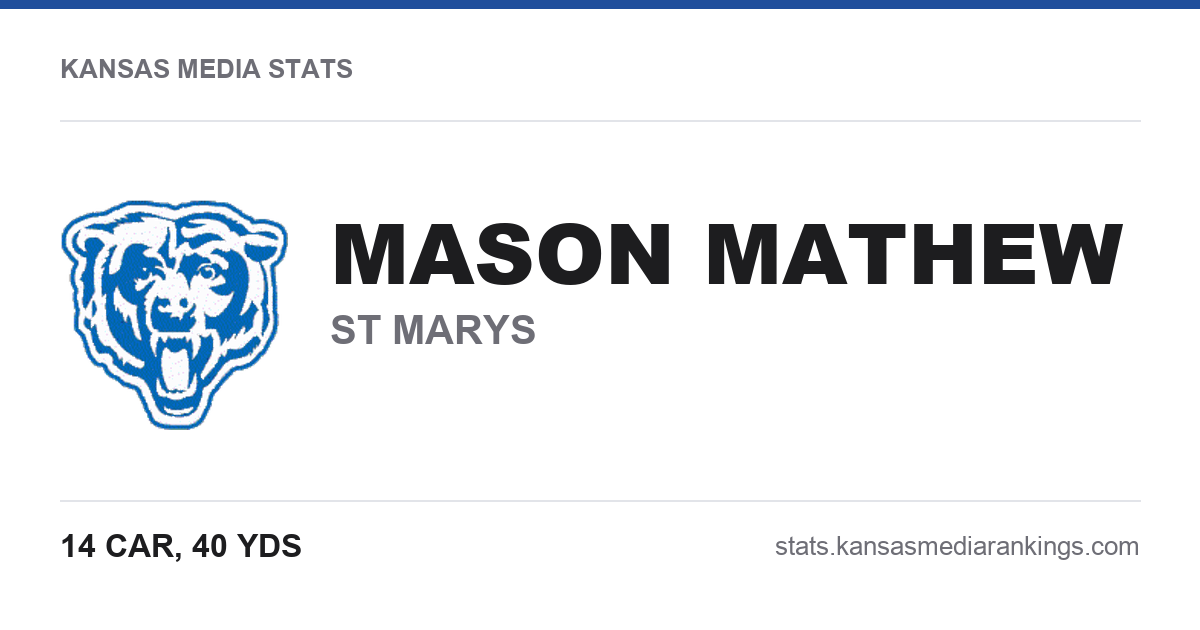 KANSAS MEDIA STATS
MASON MATHEW
ST MARYS
14 CAR, 40 YDS
stats.kansasmediarankings.com